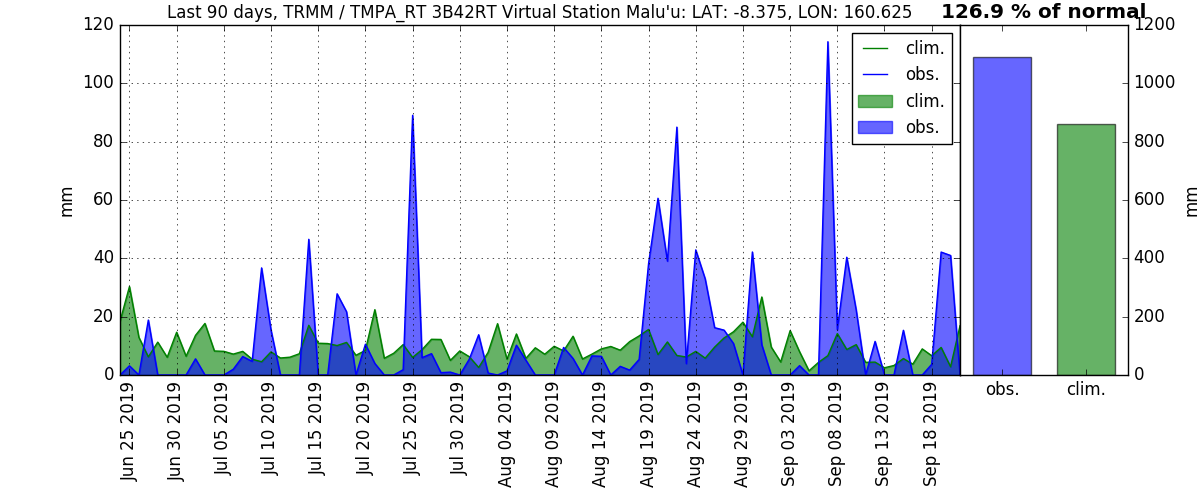 Last 90 days, TRMM / TMPA_RT 3B42RT Virtual Station Malu'u: LAT: -8.375, LON: 160.625
126.9 % of normal
120
100
80
60
40
20
0
mm
clim.
obs.
clim.
obs.
1200
1000
800
600
400
200
0
mm
Jun 25 2019
Jun 30 2019
Jul 05 2019
Jul 10 2019
Jul 15 2019
Jul 20 2019
Jul 25 2019
Jul 30 2019
Aug 04 2019
Aug 09 2019
Aug 14 2019
Aug 19 2019
Aug 24 2019
Aug 29 2019
Sep 03 2019
Sep 08 2019
Sep 13 2019
Sep 18 2019
obs.
clim.